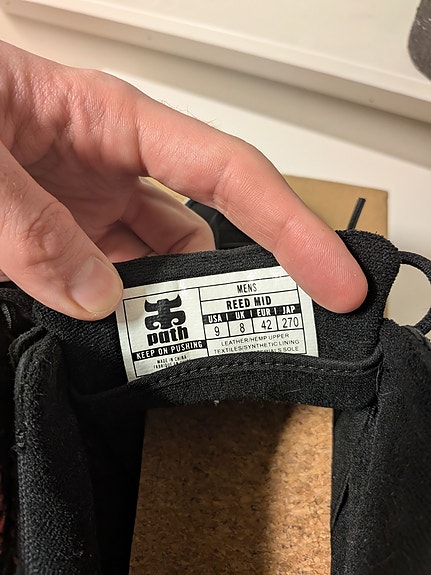 MENS
REED MID
USA | UK | EUR | JAP
9 8 42 270
path
KEEP ON PUSHING
LEATHER/HEMP UPPER
TEXTILES/SYNTHETIC LINING
SOLE
MADE IN CHINA